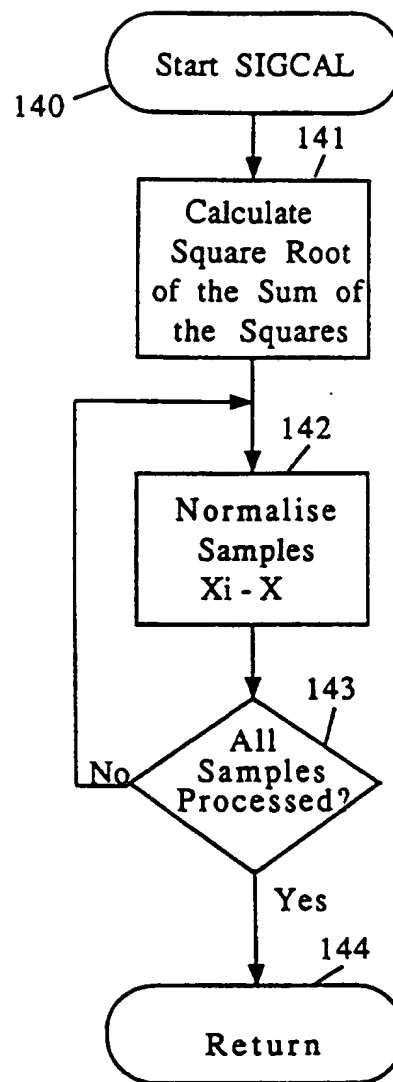 Start SIGCAL
140
141
Calculate
Square Root
of the Sum of
the Squares
142
Normalise
Samples
Xi - X
143
All
Samples
Processed?
No
Yes
144
Return